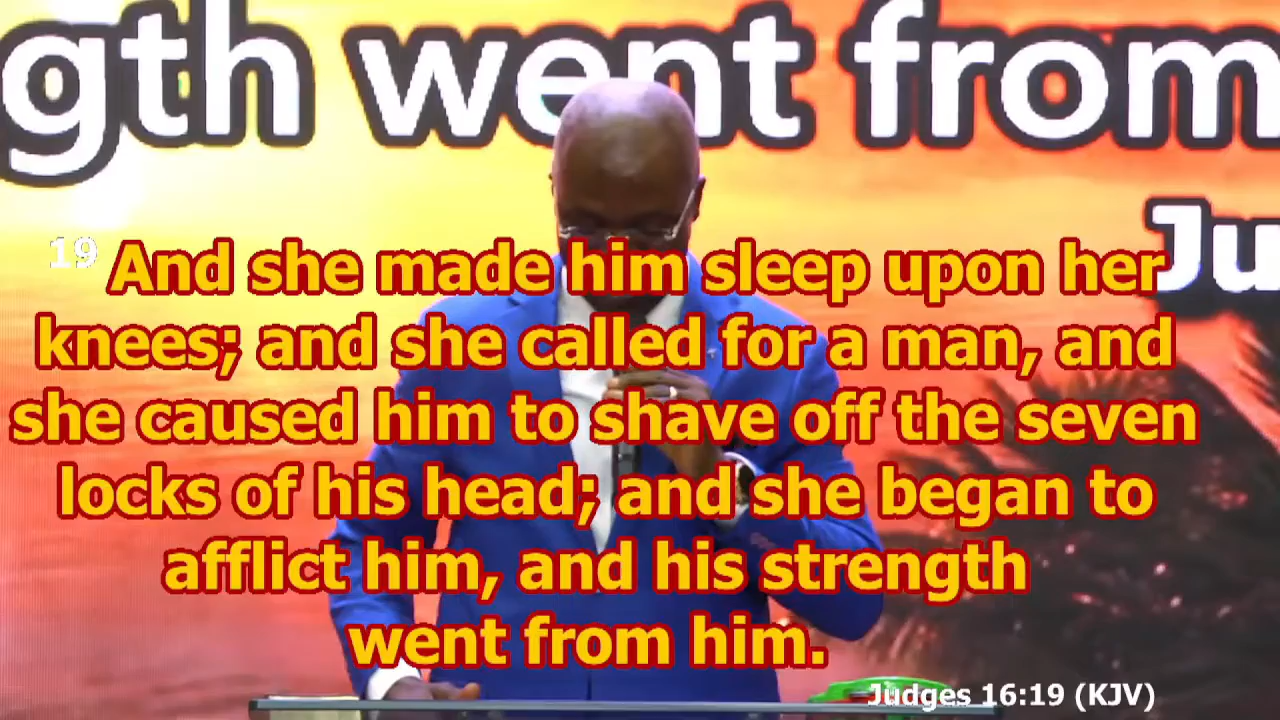 gth went from
Ju
19 And she made him sleep upon her
knees; and she called for a man, and
she caused him to shave off the seven
locks of his head; and she began to
afflict him, and his strength
went from him.
Judges 16:19 (KJV)